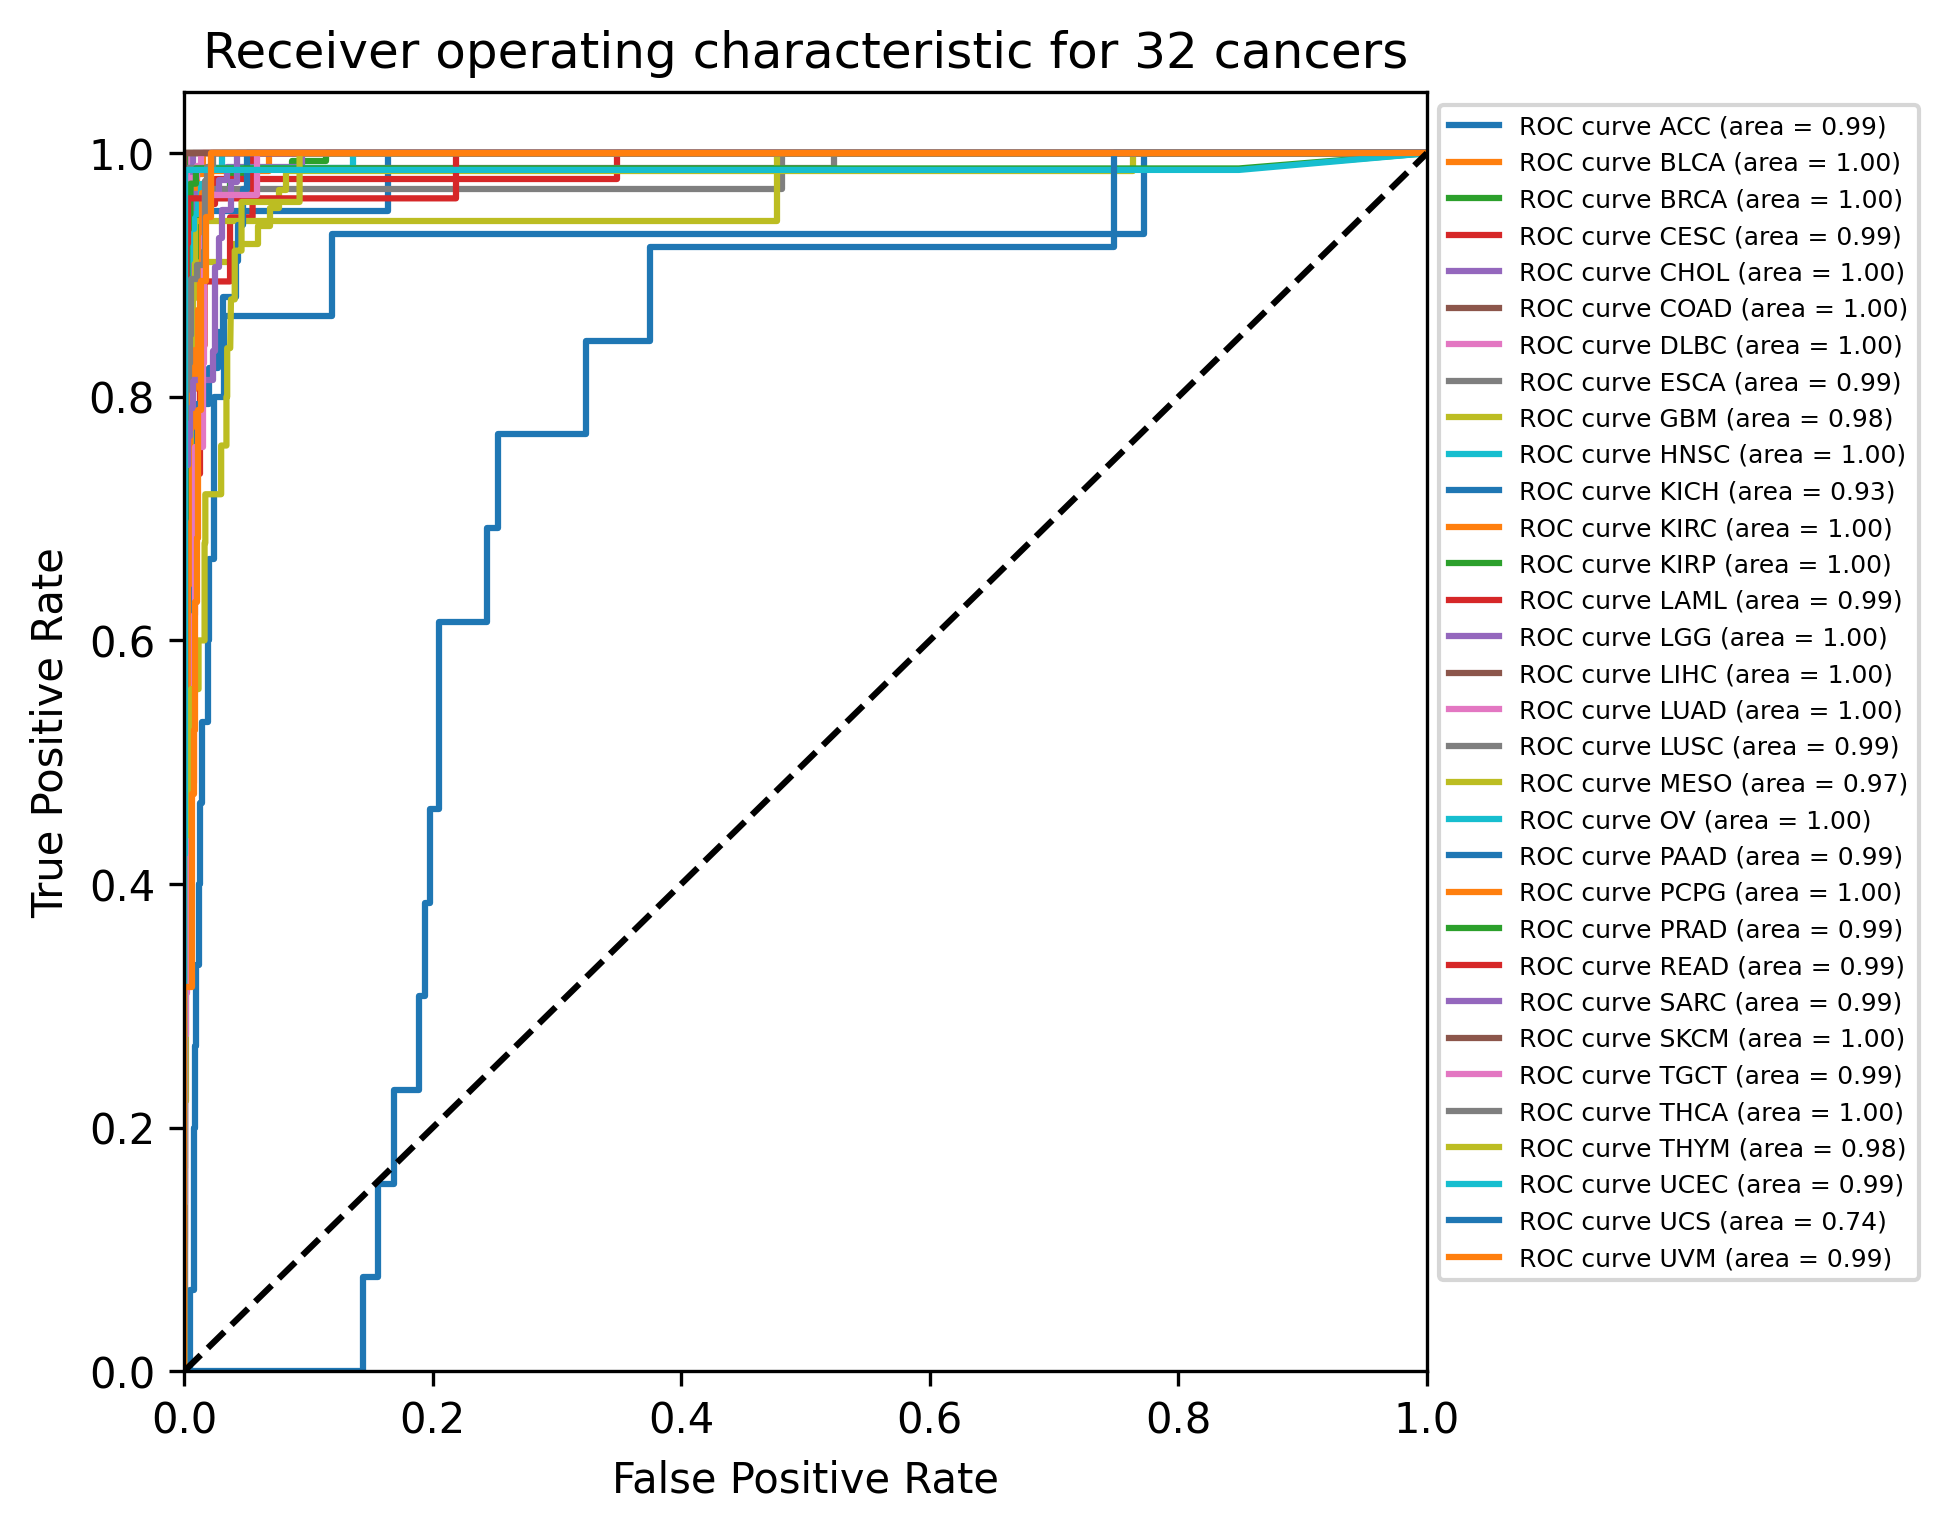 Receiver operating characteristic for 32 cancers
1.0
0.8
0.6
0.4
0.2
0.0
True Positive Rate
0.0 0.2 0.4 0.6 0.8 1.0
False Positive Rate
ROC curve ACC (area = 0.99)
ROC curve BLCA (area = 1.00)
ROC curve BRCA (area = 1.00)
ROC curve CESC (area = 0.99)
ROC curve CHOL (area = 1.00)
ROC curve COAD (area = 1.00)
ROC curve DLBC (area = 1.00)
ROC curve ESCA (area = 0.99)
ROC curve GBM (area = 0.98)
ROC curve HNSC (area = 1.00)
ROC curve KICH (area = 0.93)
ROC curve KIRC (area = 1.00)
ROC curve KIRP (area = 1.00)
ROC curve LAML (area = 0.99)
ROC curve LGG (area = 1.00)
ROC curve LIHC (area = 1.00)
ROC curve LUAD (area = 1.00)
ROC curve LUSC (area = 0.99)
ROC curve MESO (area = 0.97)
ROC curve OV (area = 1.00)
ROC curve PAAD (area = 0.99)
ROC curve PCPG (area = 1.00)
ROC curve PRAD (area = 0.99)
ROC curve READ (area = 0.99)
ROC curve SARC (area = 0.99)
ROC curve SKCM (area = 1.00)
ROC curve TGCT (area = 0.99)
ROC curve THCA (area = 1.00)
ROC curve THYM (area = 0.98)
ROC curve UCEC (area = 0.99)
ROC curve UCS (area = 0.74)
ROC curve UVM (area = 0.99)